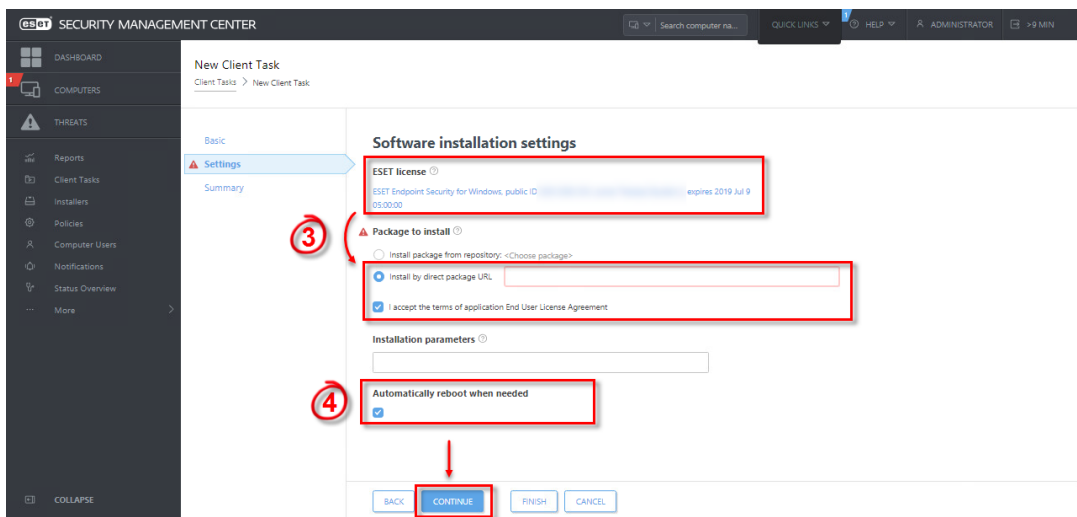 eset SECURITY MANAGEMENT CENTER
Search computer na...
QUICK LINKS
1
HELP
ADMINISTRATOR
>9 MIN
DASHBOARD
1
COMPUTERS
THREATS
Reports
Client Tasks
Installers
Policies
Computer Users
Notifications
Status Overview
... More
COLLAPSE
New Client Task
Client Tasks > New Client Task
Basic
Settings
Summary
Software installation settings
ESET license
ESET Endpoint Security for Windows, public ID expires 2019 Jul 9
05:00:00
3
Package to install
Install package from repository: <Choose package>
Install by direct package URL
I accept the terms of application End User License Agreement
Installation parameters
4
Automatically reboot when needed
BACK
CONTINUE
FINISH
CANCEL